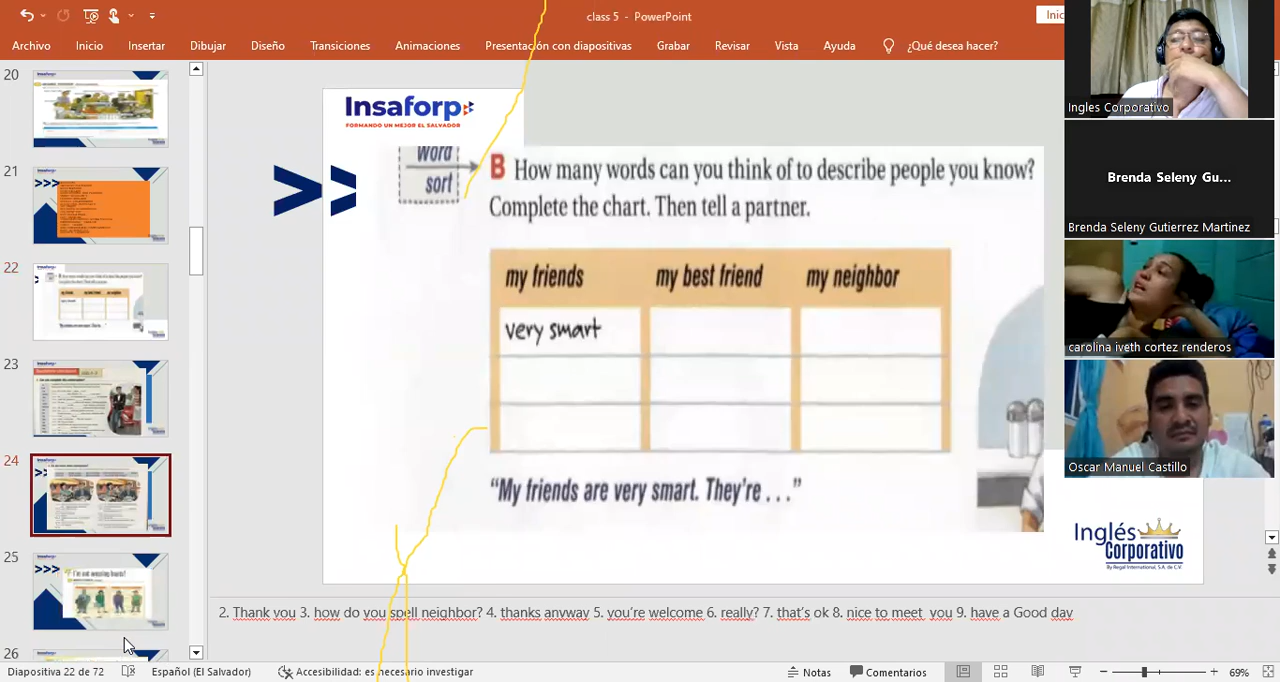 class 5 - PowerPoint
Inic
Archivo Inicio Insertar Dibujar Diseño Transiciones Animaciones Presentación con diapositivas Grabar Revisar Vista Ayuda ¿Qué desea hacer?
20
21
22
23
24
25
26
Insaforp
FORMANDO UN MEJOR EL SALVADOR
word
sort
B How many words can you think of to describe people you know?
Complete the chart. Then tell a partner.
my friends my best friend my neighbor
very smart
“My friends are very smart. They're . . .”
Inglés
Corporativo
By Regal International, S.A. de C.V.
Ingles Corporativo
Brenda Seleny Gu...
Brenda Seleny Gutierrez Martinez
carolina iveth cortez renderos
Oscar Manuel Castillo
2. Thank you 3. how do you spell neighbor? 4. thanks anyway 5. you're welcome 6. really? 7. that's ok 8. nice to meet you 9. have a Good day
Diapositiva 22 de 72 Español (El Salvador) Accesibilidad: es necesario investigar Notas Comentarios 69%